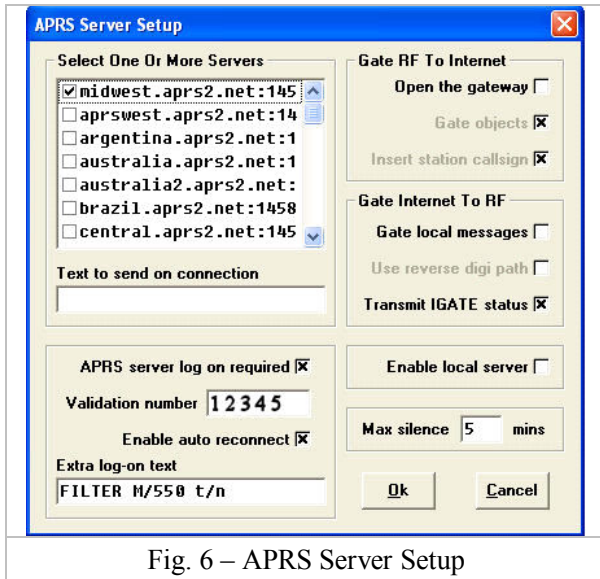 APRS Server Setup
Select One Or More Servers
midwest.aprs2.net:145
aprswest.aprs2.net:14
argentina.aprs2.net:1
australia.aprs2.net:1
australia2.aprs2.net:
brazil.aprs2.net:1458
central.aprs2.net:145
Text to send on connection
APRS server log on required
Validation number 12345
Enable auto reconnect
Extra log-on text
FILTER M/550 t/n
Gate RF To Internet
Open the gateway
Gate objects
Insert station callsign
Gate Internet To RF
Gate local messages
Use reverse digi path
Transmit IGATE status
Enable local server
Max silence 5 mins
Ok Cancel
Fig. 6 – APRS Server Setup